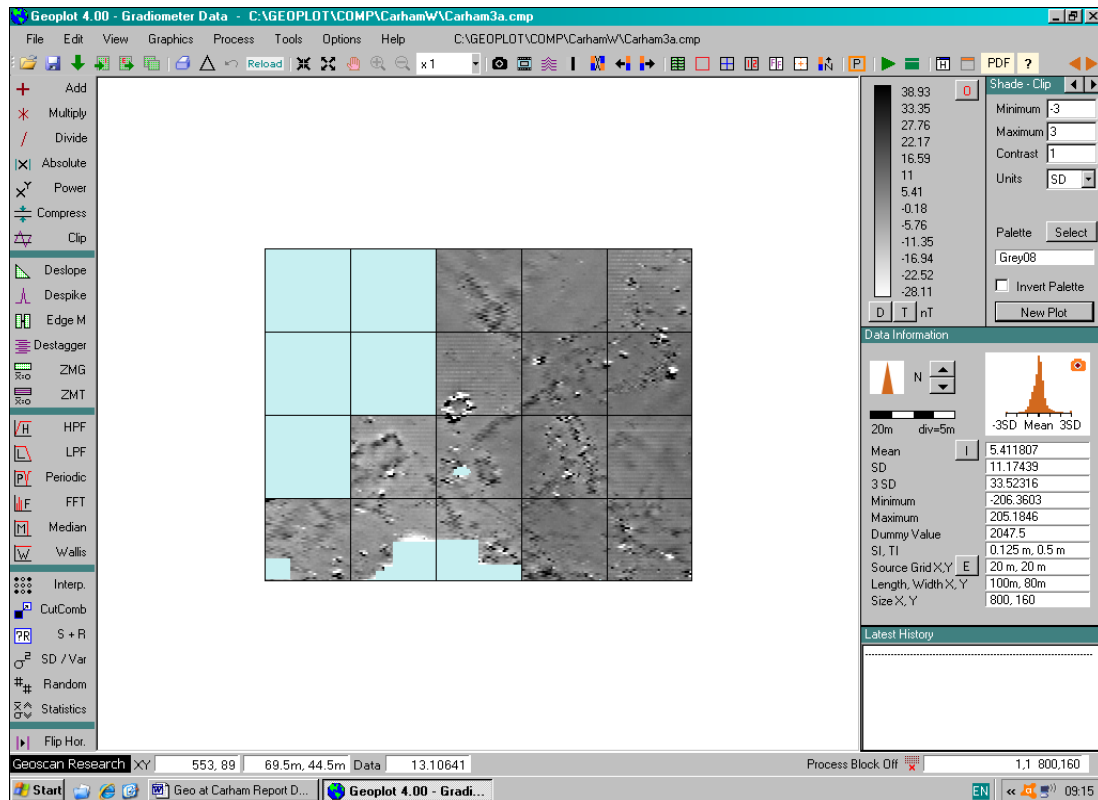 Geoplot 4.00 - Gradiometer Data - C:\GEOPLOT\COMP\CarhamW\Carham3a.cmp
File Edit View Graphics Process Tools Options Help C:\GEOPLOT\COMP\CarhamW\Carham3a.cmp
Reload x 1 P H PDF ?
Add
Multiply
Divide
Absolute
Power
Compress
Clip
Deslope
Despike
Edge M
Destagger
ZMG
ZMT
HPF
LPF
Periodic
FFT
Median
Wallis
Interp.
CutComb
S + R
SD / Var
Random
Statistics
Flip Hor.
38.93
33.35
27.76
22.17
16.59
11
5.41
-0.18
-5.76
-11.35
-16.94
-22.52
-28.11
0
D T nT
Shade - Clip
Minimum -3
Maximum 3
Contrast 1
Units SD
Palette Select
Grey08
Invert Palette
New Plot
Data Information
N
20m div=5m
-3SD Mean 3SD
Mean I 5.411807
SD 11.17439
3 SD 33.52316
Minimum -206.3603
Maximum 205.1846
Dummy Value 2047.5
SI, TI 0.125 m, 0.5 m
Source Grid X,Y E 20 m, 20 m
Length, Width X, Y 100m, 80m
Size X, Y 800, 160
Latest History
Geoscan Research XY 553, 89 69.5m, 44.5m Data 13.10641 Process Block Off 1,1 800,160
Start Geo at Carham Report D... Geoplot 4.00 - Gradi... EN « 09:15